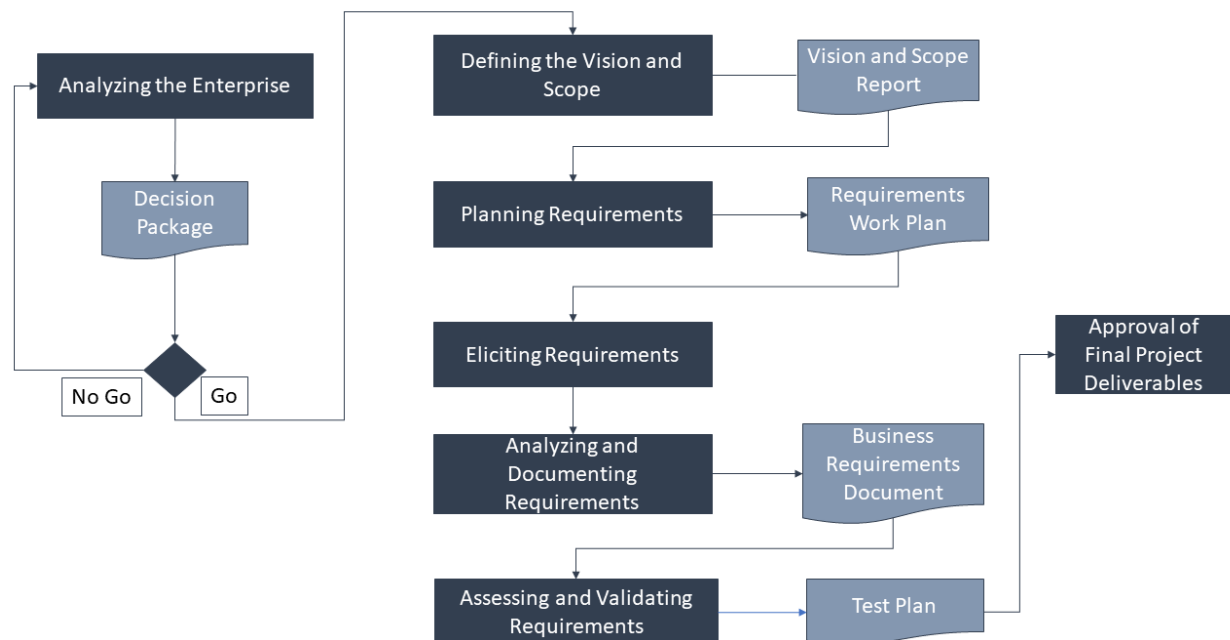 Analyzing the Enterprise
Decision
Package
No Go
Go
Defining the Vision and
Scope
Vision and Scope
Report
Planning Requirements
Requirements
Work Plan
Eliciting Requirements
Analyzing and
Documenting
Requirements
Business
Requirements
Document
Assessing and Validating
Requirements
Test Plan
Approval of
Final Project
Deliverables